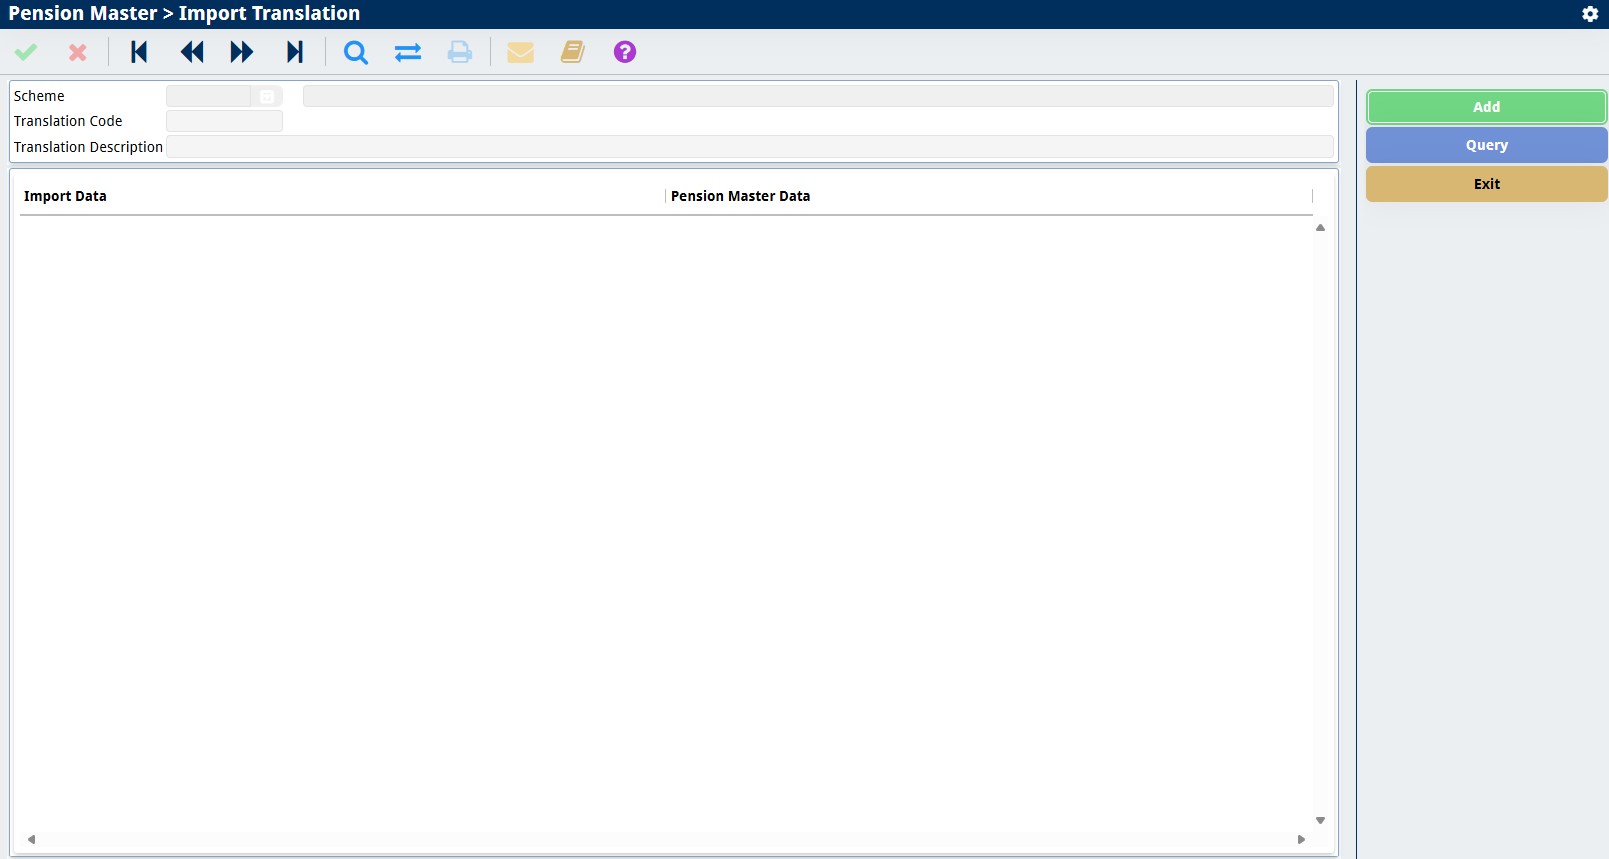 Pension Master > Import Translation
?
Scheme
Translation Code
Translation Description
Add
Query
Exit
Import Data
Pension Master Data